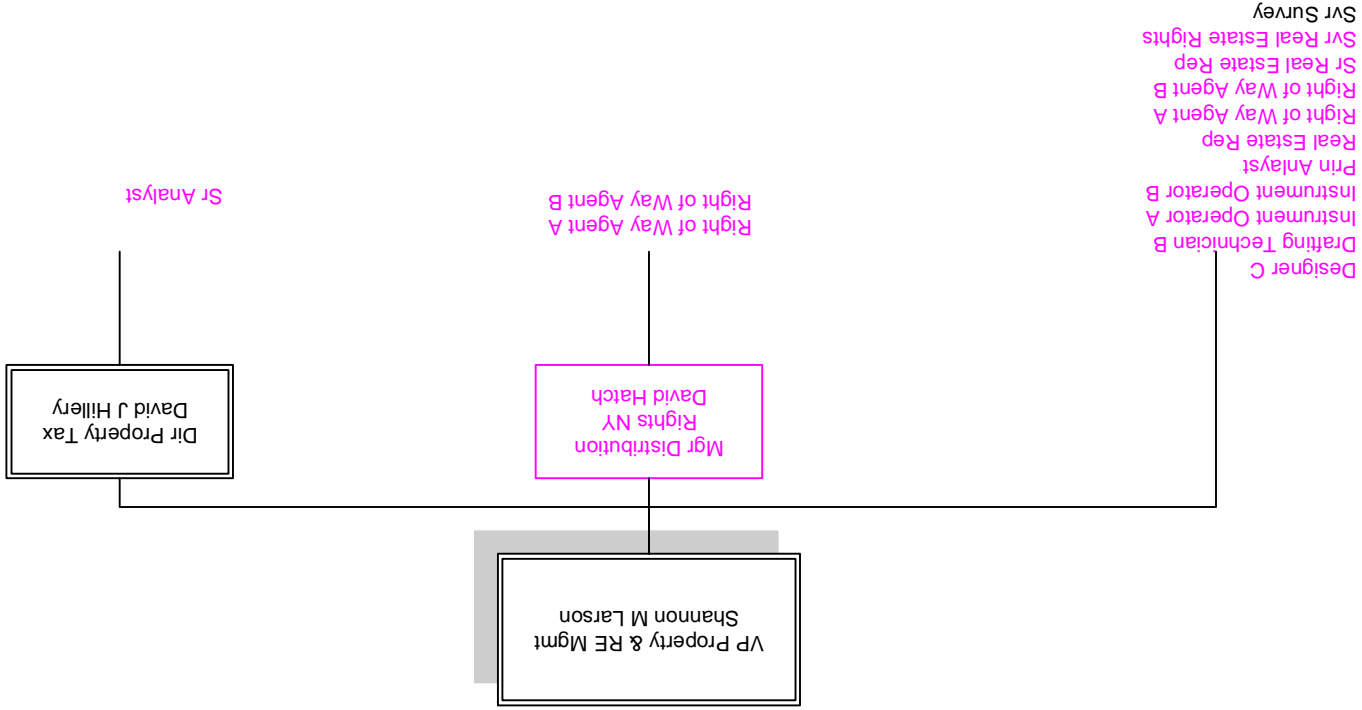 VP Property & RE Mgmt
Shannon M Larson
Mgr Distribution
Rights NY
David Hatch
Dir Property Tax
David J Hillery
Designer C
Drafting Technician B
Instrument Operator A
Instrument Operator B
Prin Anlayst
Real Estate Rep
Right of Way Agent A
Right of Way Agent B
Sr Real Estate Rep
Svr Real Estate Rights
Svr Survey
Right of Way Agent A
Right of Way Agent B
Sr Analyst